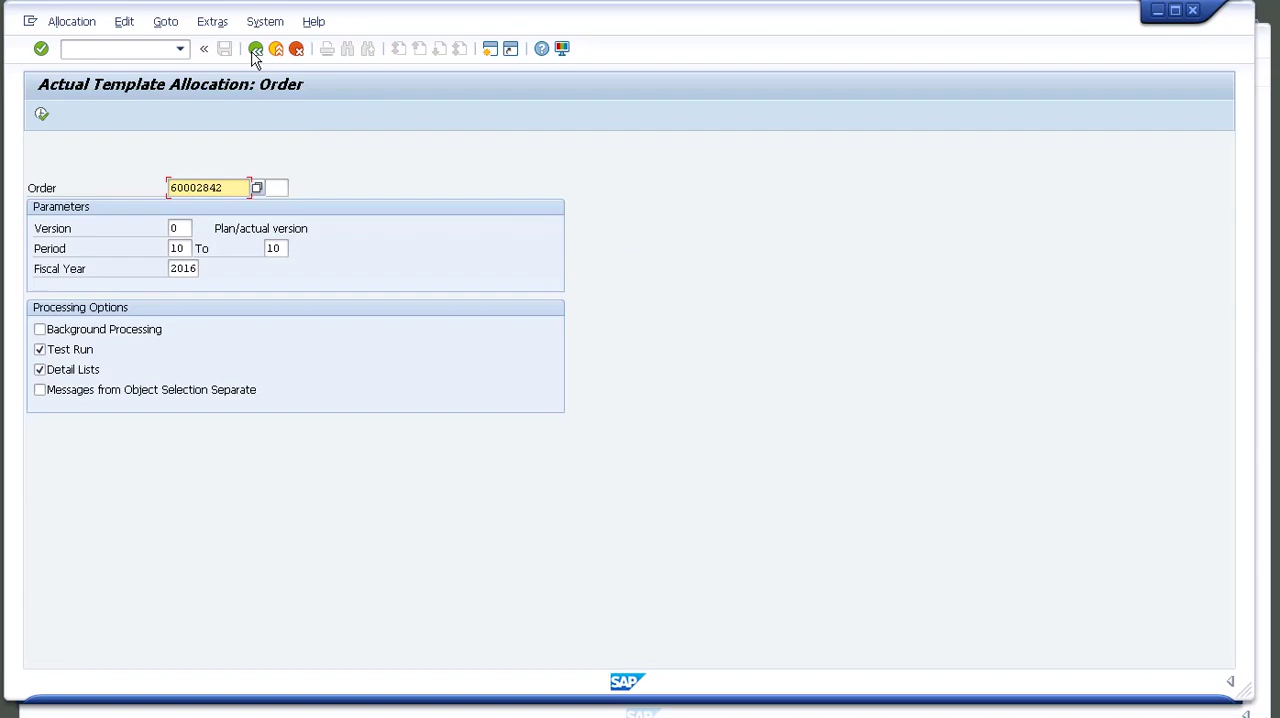 Allocation Edit Goto Extras System Help
Actual Template Allocation: Order
Order 60002842
Parameters
Version 0 Plan/actual version
Period 10 To 10
Fiscal Year 2016
Processing Options
Background Processing
Test Run
Detail Lists
Messages from Object Selection Separate
SAP
SAP